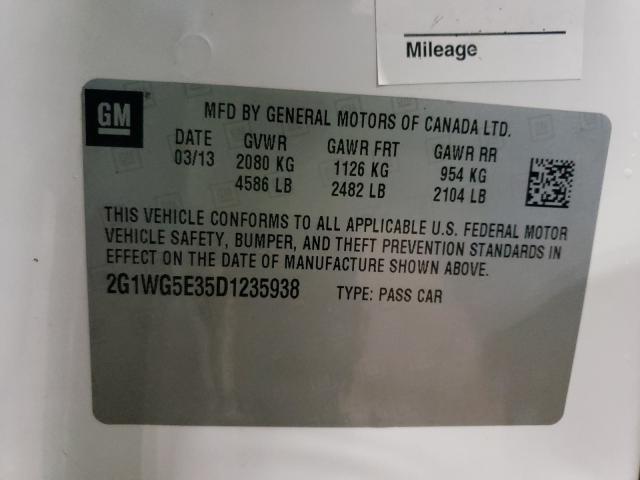 Mileage
GM
MFD BY GENERAL MOTORS OF CANADA LTD.
DATE GVWR GAWR FRT GAWR RR
03/13 2080 KG 1126 KG 954 KG
4586 LB 2482 LB 2104 LB
THIS VEHICLE CONFORMS TO ALL APPLICABLE U.S. FEDERAL MOTOR
VEHICLE SAFETY, BUMPER, AND THEFT PREVENTION STANDARDS IN
EFFECT ON THE DATE OF MANUFACTURE SHOWN ABOVE.
2G1WG5E35D1235938 TYPE: PASS CAR